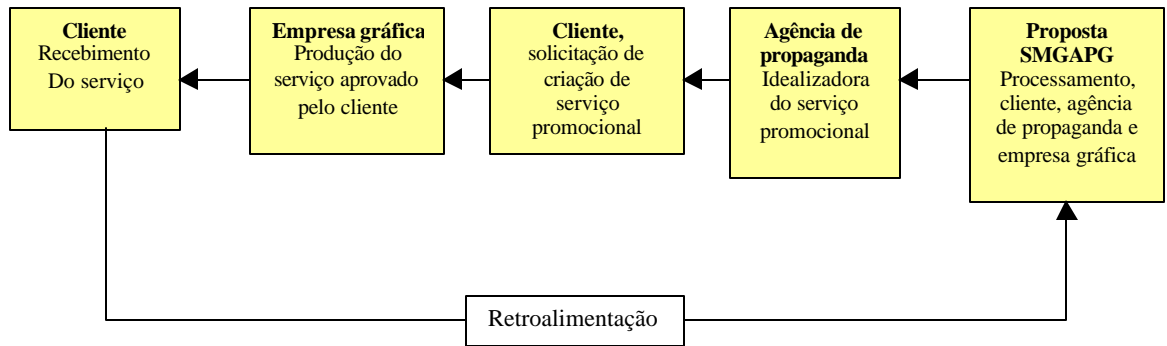 Cliente
Recebimento
Do serviço
Empresa gráfica
Produção do
serviço aprovado
pelo cliente
Cliente,
solicitação de
criação de
serviço
promocional
Agência de
propaganda
Idealizadora
do serviço
promocional
Proposta
SMGAPG
Processamento,
cliente, agência
de propaganda e
empresa gráfica
Retroalimentação